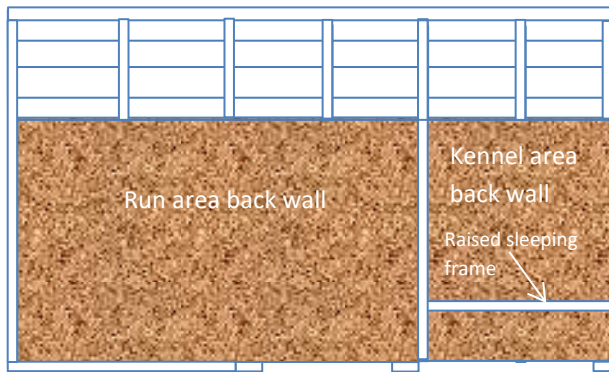 Run area back wall
Kennel area
back wall
Raised sleeping
frame